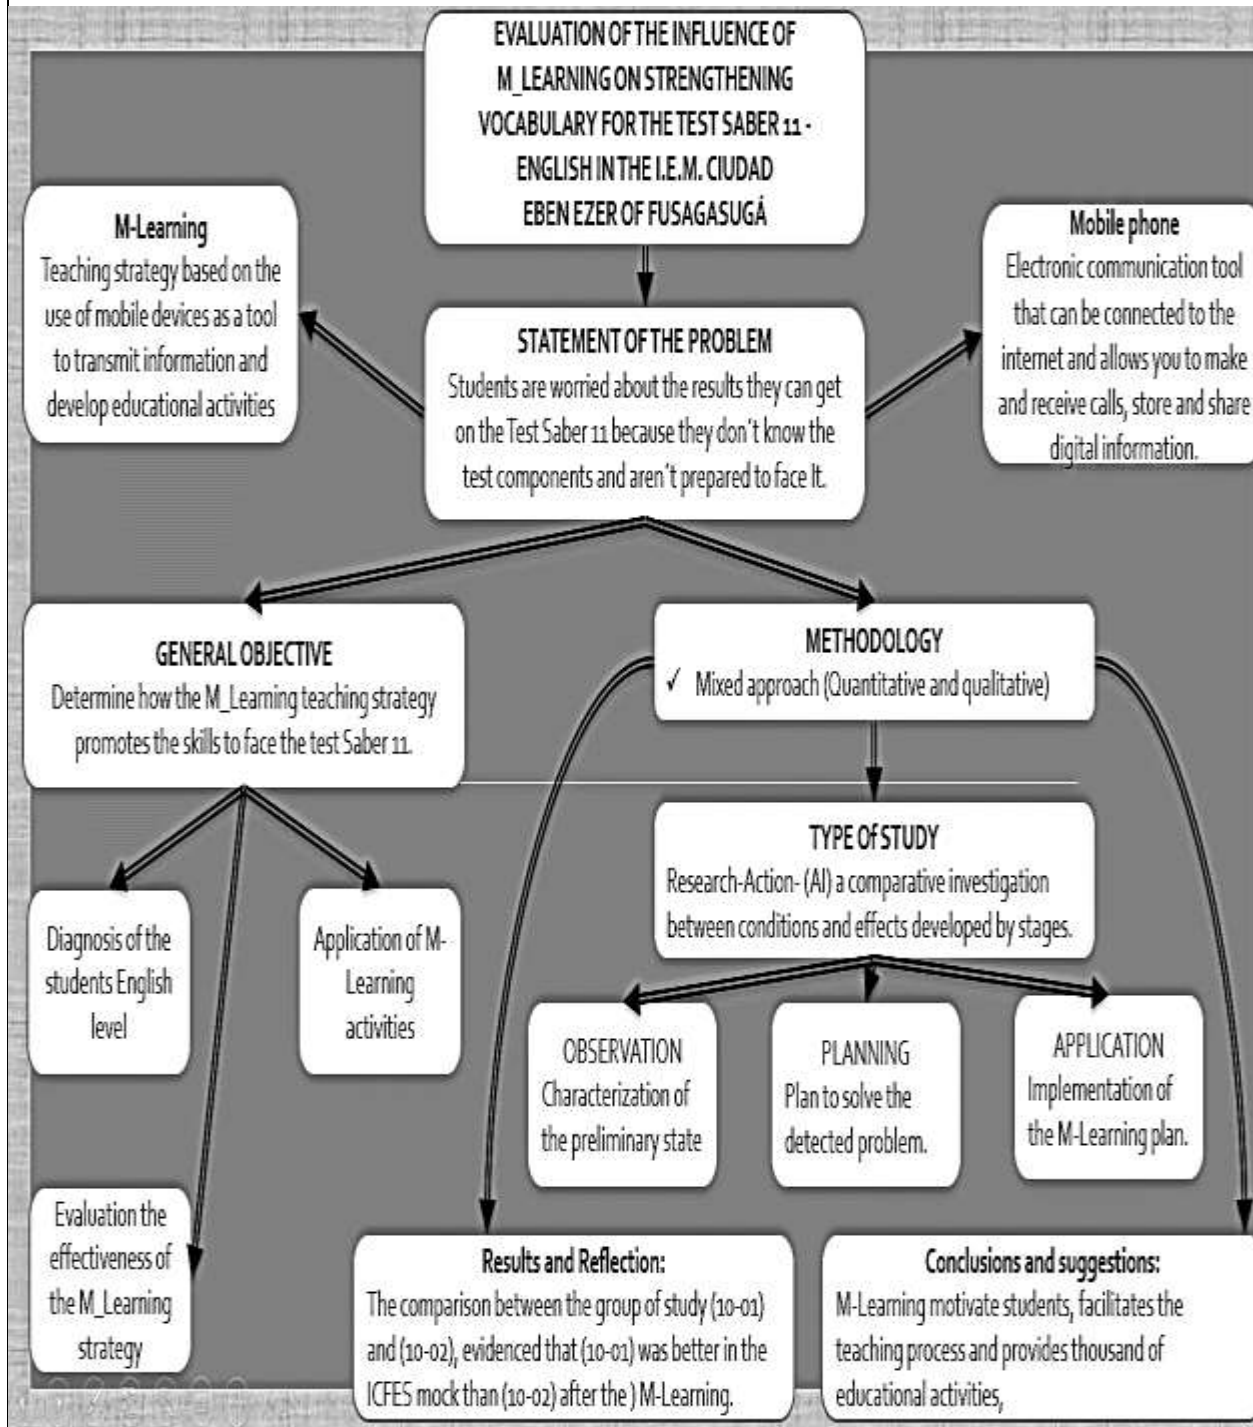 EVALUATION OF THE INFLUENCE OF
M_LEARNING ON STRENGTHENING
VOCABULARY FOR THE TEST SABER 11 -
ENGLISH IN THE I.E.M. CIUDAD
EBEN EZER OF FUSAGASUGÁ
M-Learning
Teaching strategy based on the
use of mobile devices as a tool
to transmit information and
develop educational activities
Mobile phone
Electronic communication tool
that can be connected to the
internet and allows you to make
and receive calls, store and share
digital information.
STATEMENT OF THE PROBLEM
Students are worried about the results they can get
on the Test Saber 11 because they don´t know the
test components and aren´t prepared to face It.
GENERAL OBJECTIVE
Determine how the M_Learning teaching strategy
promotes the skills to face the test Saber 11.
METHODOLOGY
✓ Mixed approach (Quantitative and qualitative)
TYPE Of STUDY
Research-Action- (AI) a comparative investigation
between conditions and effects developed by stages.
Diagnosis of the
students English
level
Application of M-
Learning
activities
OBSERVATION
Characterization of
the preliminary state
PLANNING
Plan to solve the
detected problem.
APPLICATION
Implementation of
the M-Learning plan.
Evaluation the
effectiveness of
the M_Learning
strategy
Results and Reflection:
The comparison between the group of study (10-01)
and (10-02), evidenced that (10-01) was better in the
ICFES mock than (10-02) after the ) M-Learning.
Conclusions and suggestions:
M-Learning motivate students, facilitates the
teaching process and provides thousand of
educational activities,